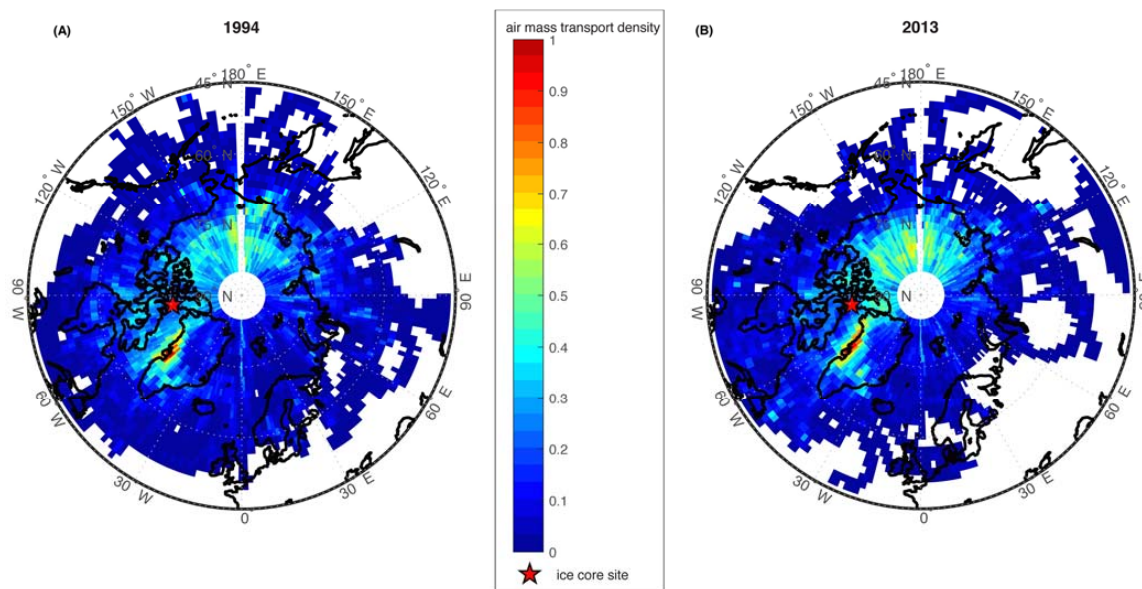 (A)
1994
180° E
45° N
150° W
150° E
120° W
120° E
60° N
N
90° W
90° E
60° W
60° E
30° W
30° E
0
air mass transport density
1
0.9
0.8
0.7
0.6
0.5
0.4
0.3
0.2
0.1
0
ice core site
(B)
2013
180° E
45° N
150° W
150° E
120° W
120° E
60° N
N
90° W
90° E
60° W
60° E
30° W
30° E
0